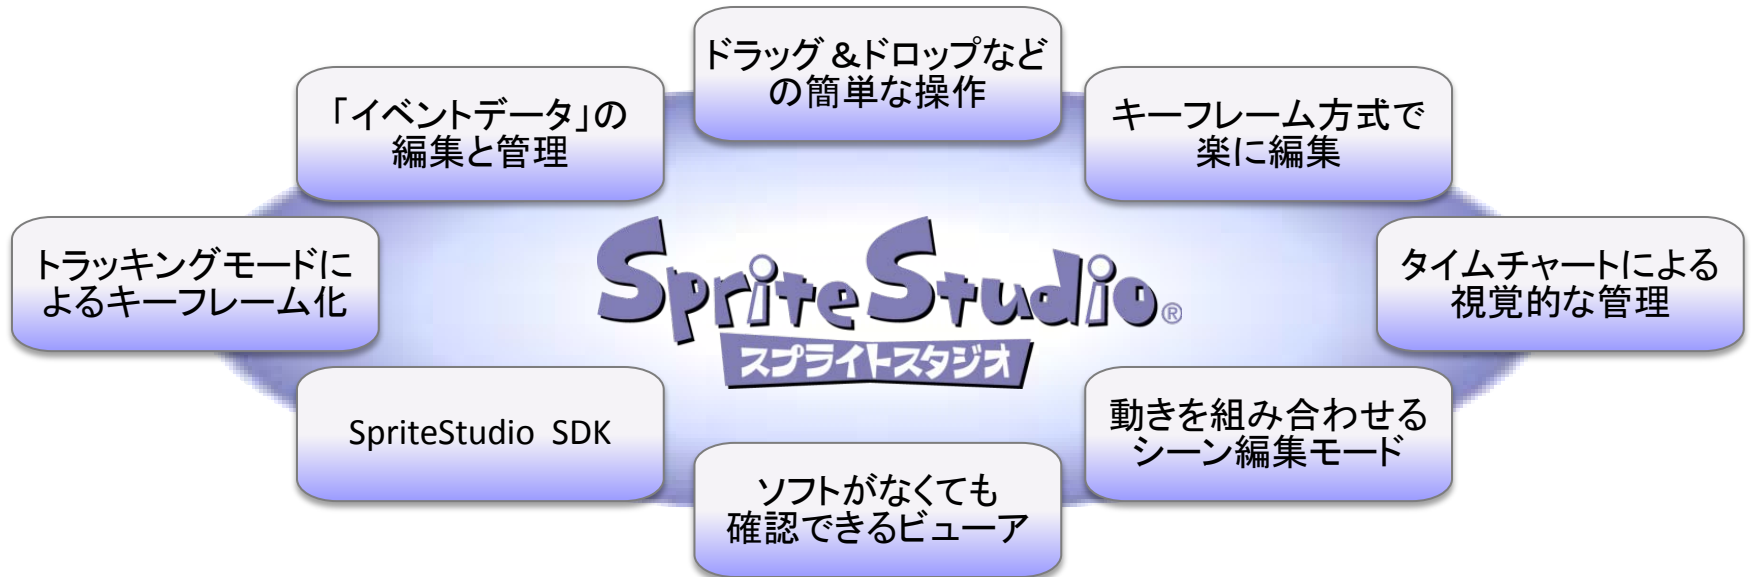 ドラッグ&ドロップなど
の簡単な操作
「イベントデータ」の
編集と管理
キーフレーム方式で
楽に編集
トラッキングモードに
よるキーフレーム化
SpriteStudio®
スプライトスタジオ
タイムチャートによる
視覚的な管理
SpriteStudio SDK
動きを組み合わせる
シーン編集モード
ソフトがなくても
確認できるビューア